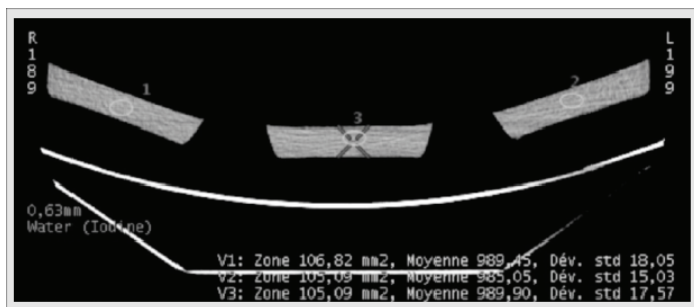 R
1
8
9
L
1
9
9
1
2
3
0,63mm
Water (Iodine)
V1: Zone 106,82 mm2, Moyenne 989,45, Dév. std 18,05
V2: Zone 105,09 mm2, Moyenne 985,05, Dév. std 15,03
V3: Zone 105,09 mm2, Moyenne 989,90, Dév. std 17,57